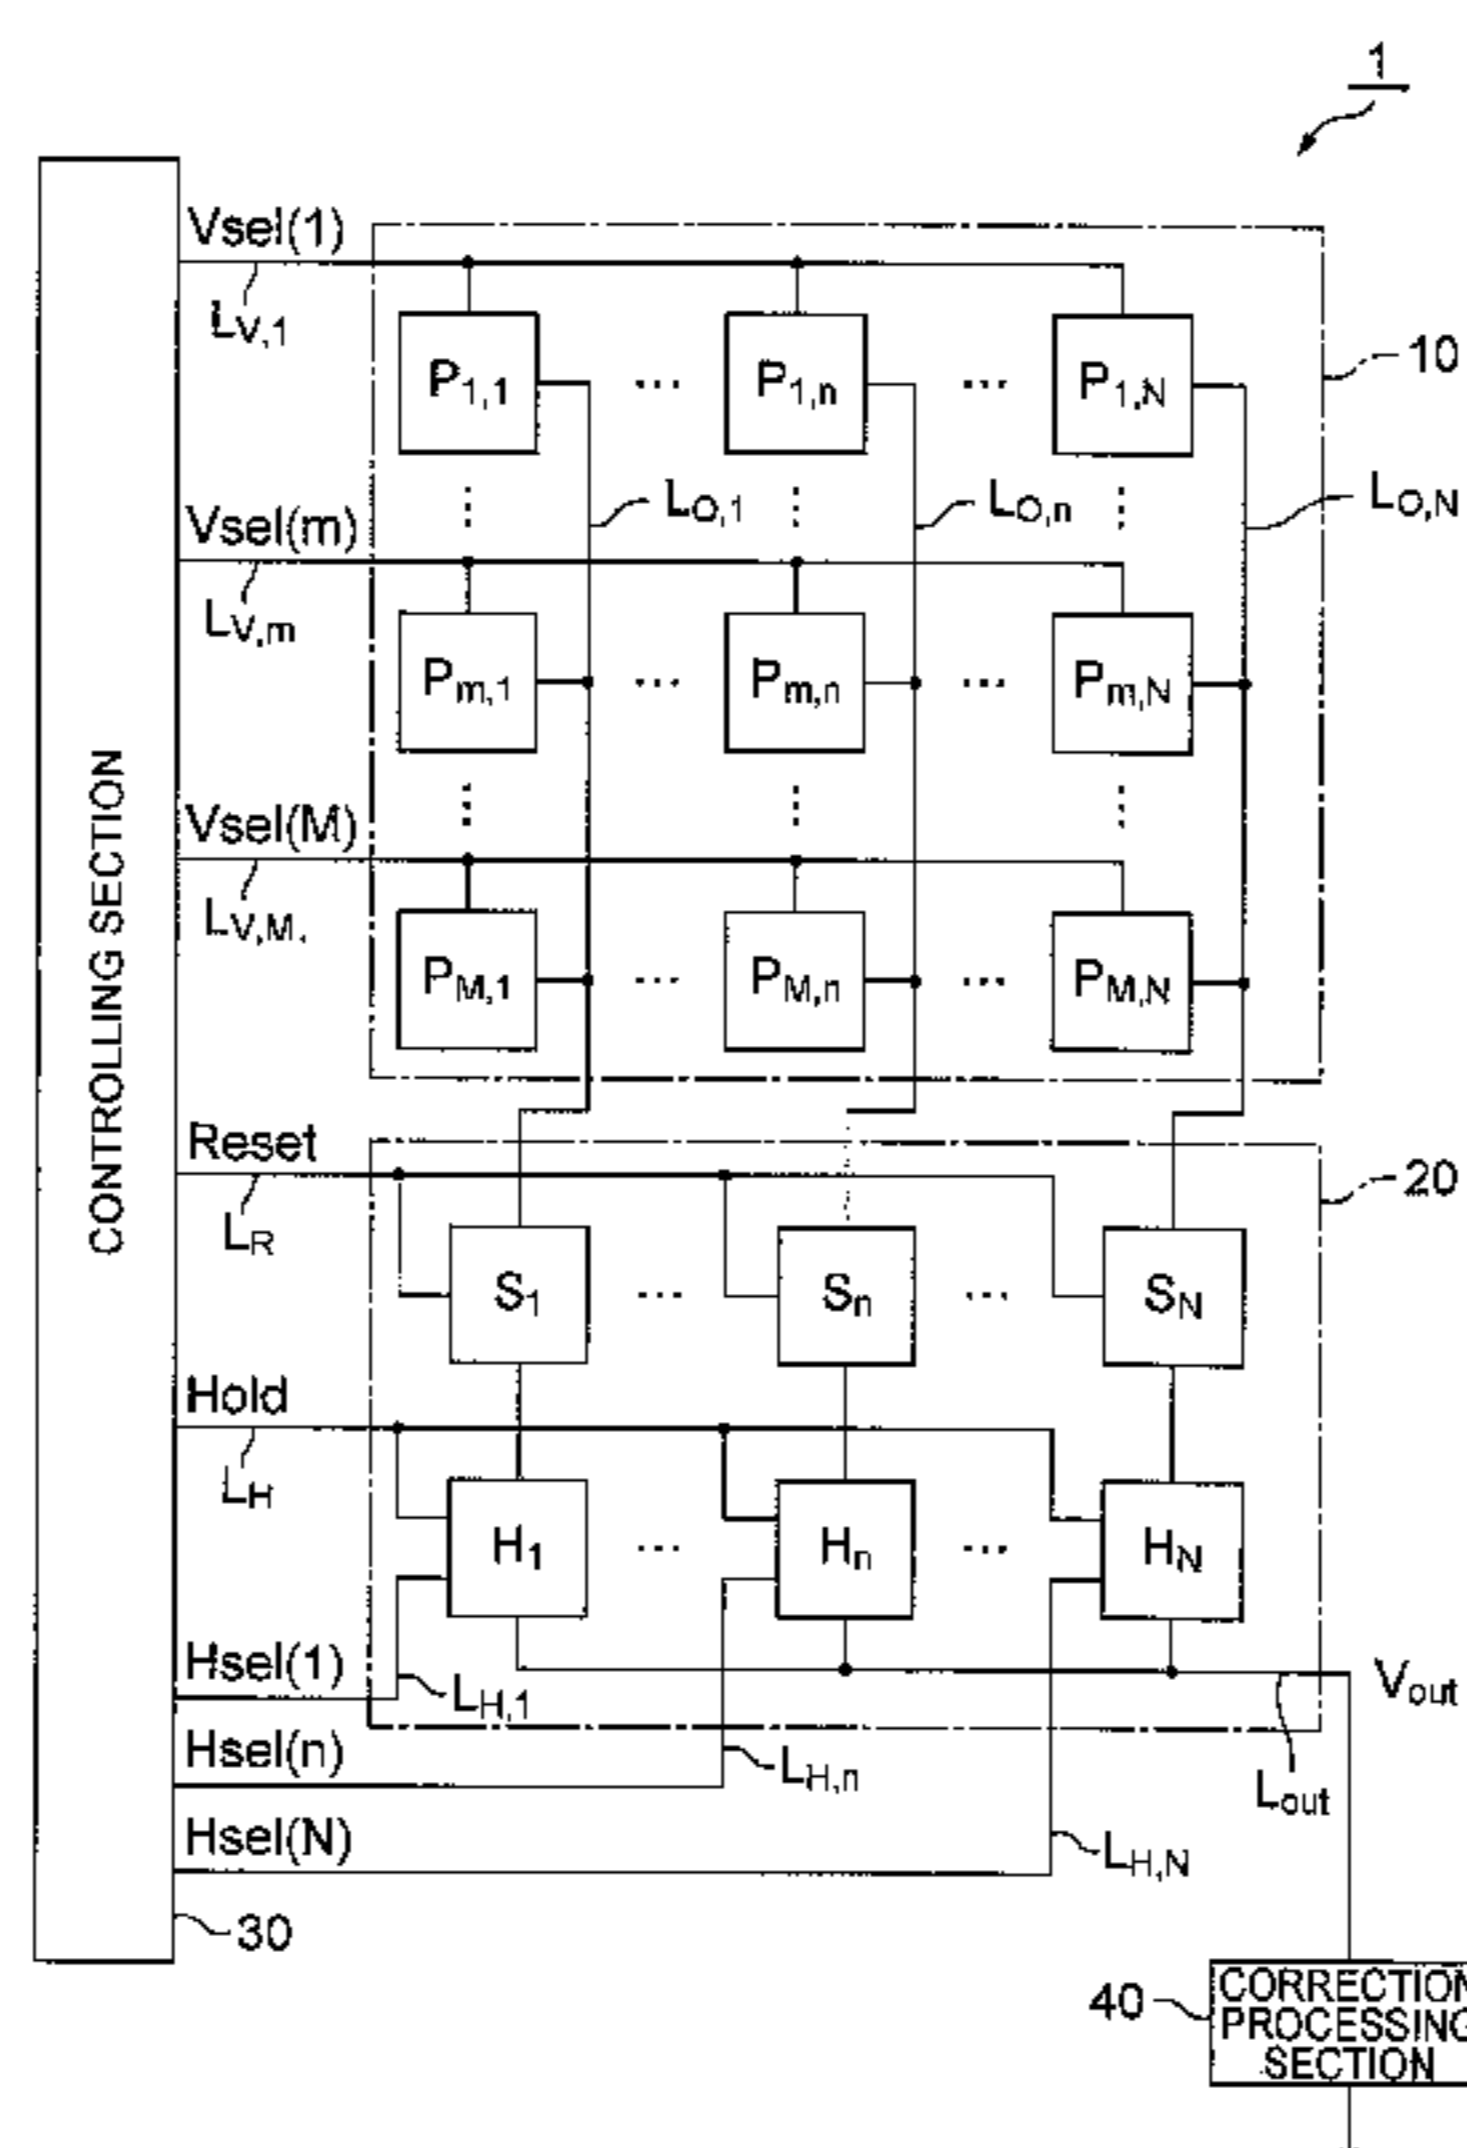 1
Vsel(1)
LV,1
P1,1 ... P1,n ... P1,N
10
LO,1 LO,n LO,N
Vsel(m)
LV,m
Pm,1 ... Pm,n ... Pm,N
Vsel(M)
LV,M
PM,1 ... PM,n ... PM,N
CONTROLLING SECTION
Reset
LR
20
S1 ... Sn ... SN
Hold
LH
H1 ... Hn ... HN
Hsel(1)
LH,1
Vout
Hsel(n)
LH,n
Lout
Hsel(N)
LH,N
30
40
CORRECTION
PROCESSING
SECTION